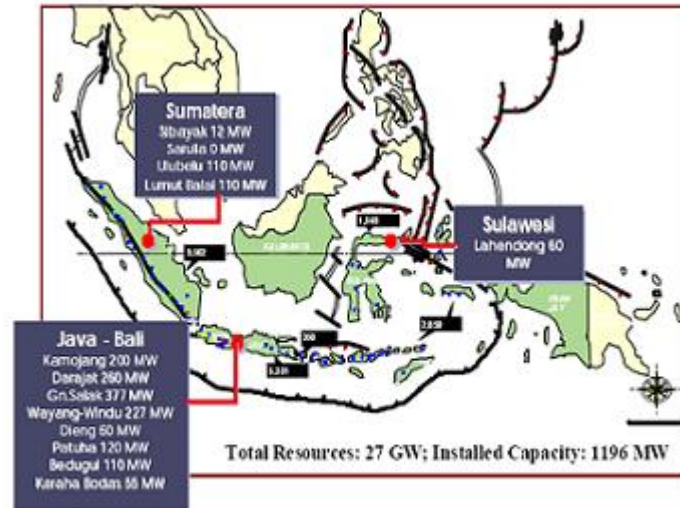 Sumatera
Sibayak 12 MW
Sarulla 0 MW
Ulubelu 110 MW
Lumut Balai 110 MW
Sulawesi
Lahendong 60
MW
Java - Bali
Kamojang 200 MW
Darajat 260 MW
Gn.Salak 377 MW
Wayang-Windu 227 MW
Dieng 60 MW
Patuha 120 MW
Bedugul 110 MW
Karaha Bodas 55 MW
Total Resources: 27 GW; Installed Capacity: 1196 MW